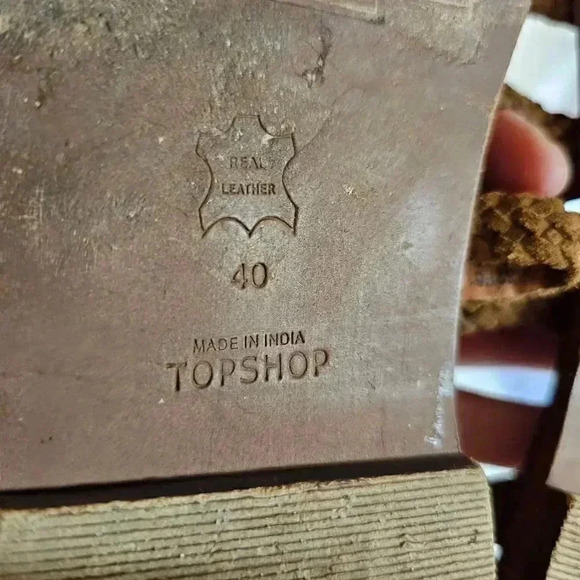 REAL
LEATHER
40
MADE IN INDIA
TOPSHOP